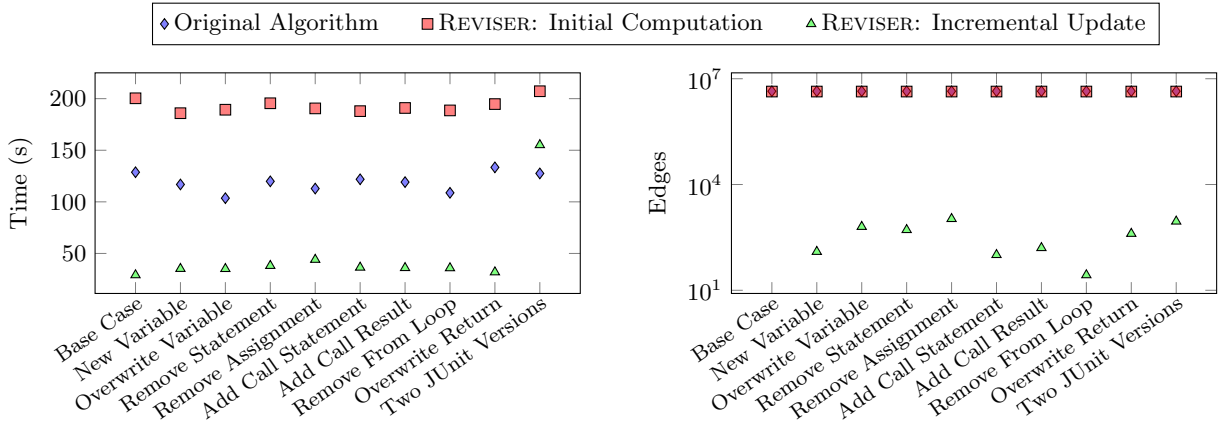 Original Algorithm REVISER: Initial Computation REVISER: Incremental Update
Time (s)
200
150
100
50
Base Case
New Variable
Overwrite Variable
Remove Statement
Remove Assignment
Add Call Statement
Add Call Result
Remove From Loop
Overwrite Return
Two JUnit Versions
Edges
10^7
10^4
10^1
Base Case
New Variable
Overwrite Variable
Remove Statement
Remove Assignment
Add Call Statement
Add Call Result
Remove From Loop
Overwrite Return
Two JUnit Versions